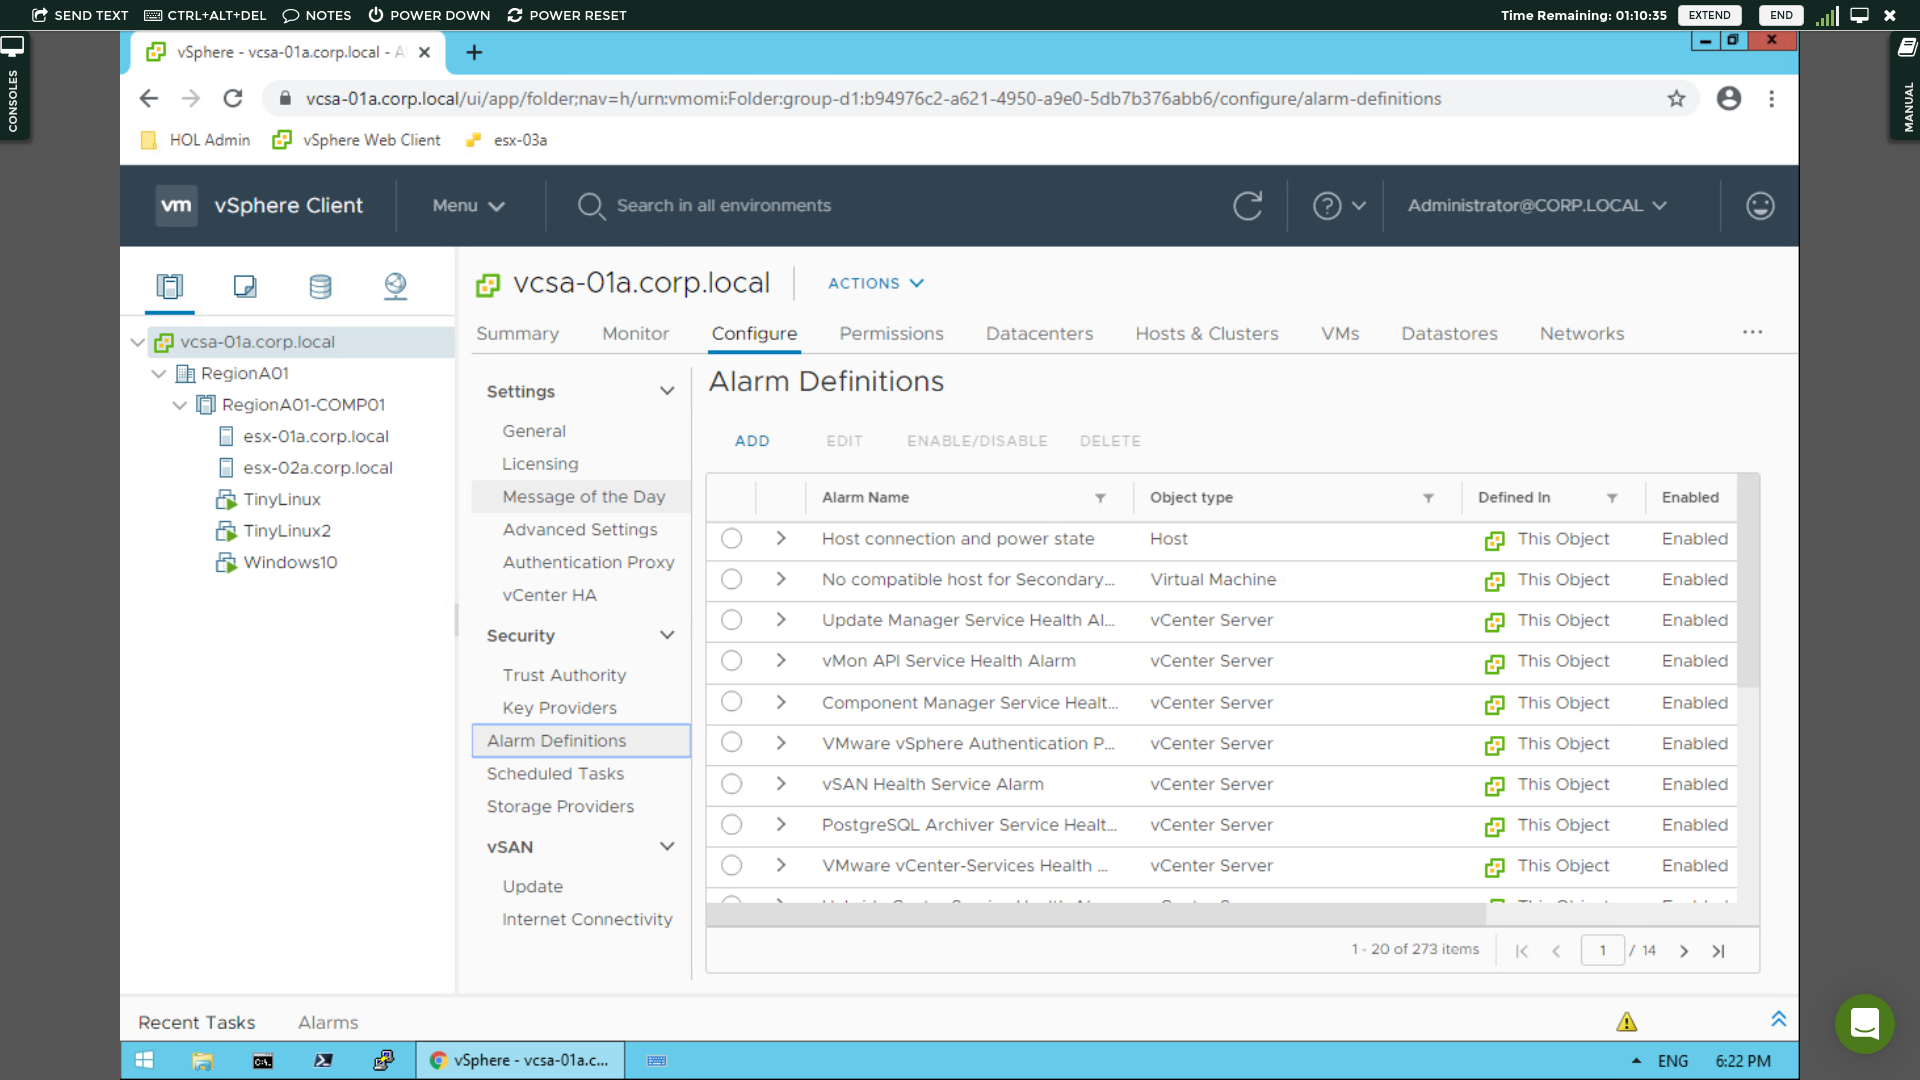 SEND TEXT CTRL+ALT+DEL NOTES POWER DOWN POWER RESET Time Remaining: 01:10:35 EXTEND END
CONSOLES
MANUAL
vSphere - vcsa-01a.corp.local - A
vcsa-01a.corp.local/ui/app/folder;nav=h/urn:vmomi:Folder:group-d1:b94976c2-a621-4950-a9e0-5db7b376abb6/configure/alarm-definitions
HOL Admin vSphere Web Client esx-03a
vm vSphere Client Menu Search in all environments Administrator@CORP.LOCAL
vcsa-01a.corp.local
RegionA01
RegionA01-COMP01
esx-01a.corp.local
esx-02a.corp.local
TinyLinux
TinyLinux2
Windows10
vcsa-01a.corp.local ACTIONS
Summary Monitor Configure Permissions Datacenters Hosts & Clusters VMs Datastores Networks ...
Settings
General
Licensing
Message of the Day
Advanced Settings
Authentication Proxy
vCenter HA
Security
Trust Authority
Key Providers
Alarm Definitions
Scheduled Tasks
Storage Providers
vSAN
Update
Internet Connectivity
Alarm Definitions
ADD EDIT ENABLE/DISABLE DELETE
Alarm Name Object type Defined In Enabled
Host connection and power state Host This Object Enabled
No compatible host for Secondary... Virtual Machine This Object Enabled
Update Manager Service Health Al... vCenter Server This Object Enabled
vMon API Service Health Alarm vCenter Server This Object Enabled
Component Manager Service Healt... vCenter Server This Object Enabled
VMware vSphere Authentication P... vCenter Server This Object Enabled
vSAN Health Service Alarm vCenter Server This Object Enabled
PostgreSQL Archiver Service Healt... vCenter Server This Object Enabled
VMware vCenter-Services Health ... vCenter Server This Object Enabled
1 - 20 of 273 items 1 / 14
Recent Tasks Alarms
vSphere - vcsa-01a.c... ENG 6:22 PM